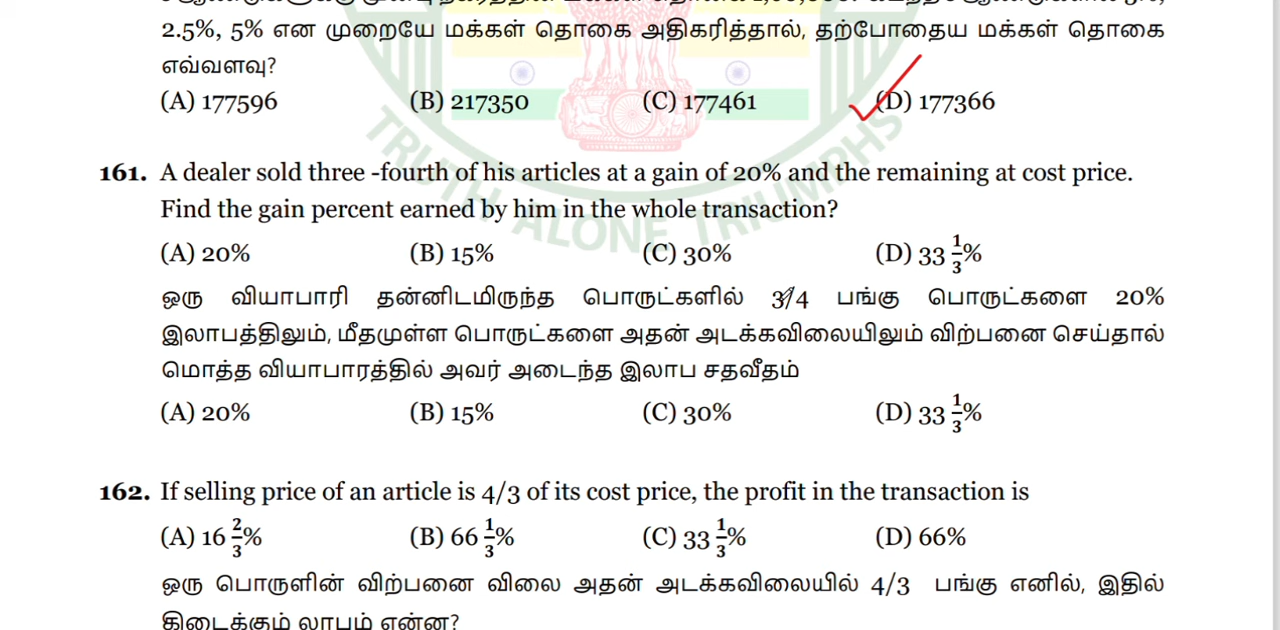 2.5%, 5% என முறையே மக்கள் தொகை அதிகரித்தால், தற்போதைய மக்கள் தொகை
எவ்வளவு?
(A) 177596 (B) 217350 (C) 177461 (D) 177366
161. A dealer sold three -fourth of his articles at a gain of 20% and the remaining at cost price.
Find the gain percent earned by him in the whole transaction?
(A) 20% (B) 15% (C) 30% (D) 33 1/3%
ஒரு வியாபாரி தன்னிடமிருந்த பொருட்களில் 3/4 பங்கு பொருட்களை 20%
இலாபத்திலும், மீதமுள்ள பொருட்களை அதன் அடக்கவிலையிலும் விற்பனை செய்தால்
மொத்த வியாபாரத்தில் அவர் அடைந்த இலாப சதவீதம்
(A) 20% (B) 15% (C) 30% (D) 33 1/3%
162. If selling price of an article is 4/3 of its cost price, the profit in the transaction is
(A) 16 2/3% (B) 66 1/3% (C) 33 1/3% (D) 66%
ஒரு பொருளின் விற்பனை விலை அதன் அடக்கவிலையில் 4/3 பங்கு எனில், இதில்
கிடைக்கும் லாபம் என்ன?
TRUTH ALONE TRIUMPHS